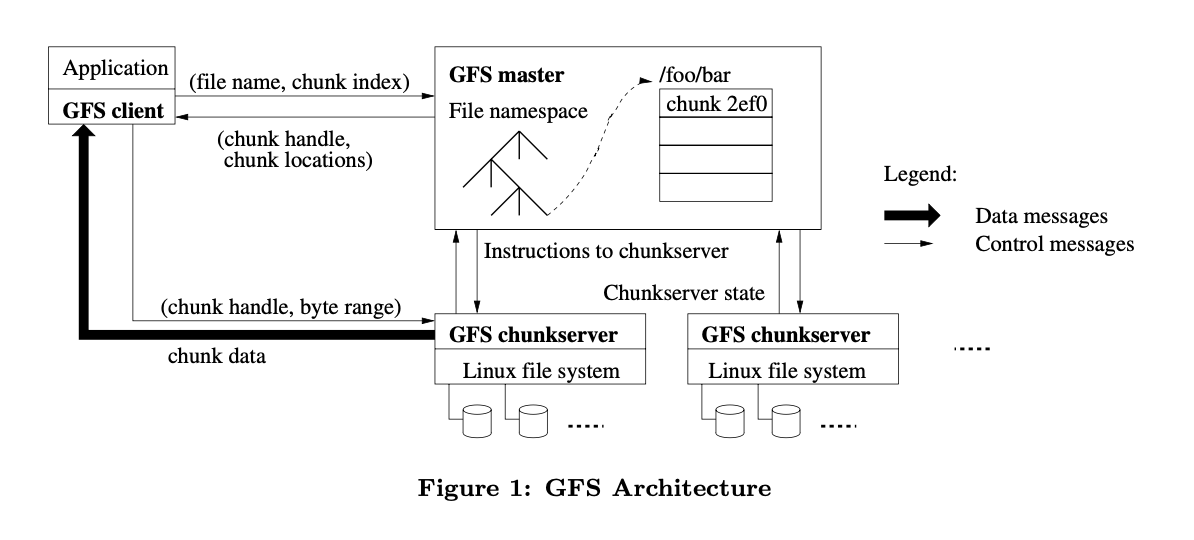 Application
GFS client
(file name, chunk index)
(chunk handle,
chunk locations)
GFS master
File namespace
/foo/bar
chunk 2ef0
Legend:
Data messages
Control messages
Instructions to chunkserver
Chunkserver state
(chunk handle, byte range)
chunk data
GFS chunkserver
Linux file system
GFS chunkserver
Linux file system
Figure 1: GFS Architecture